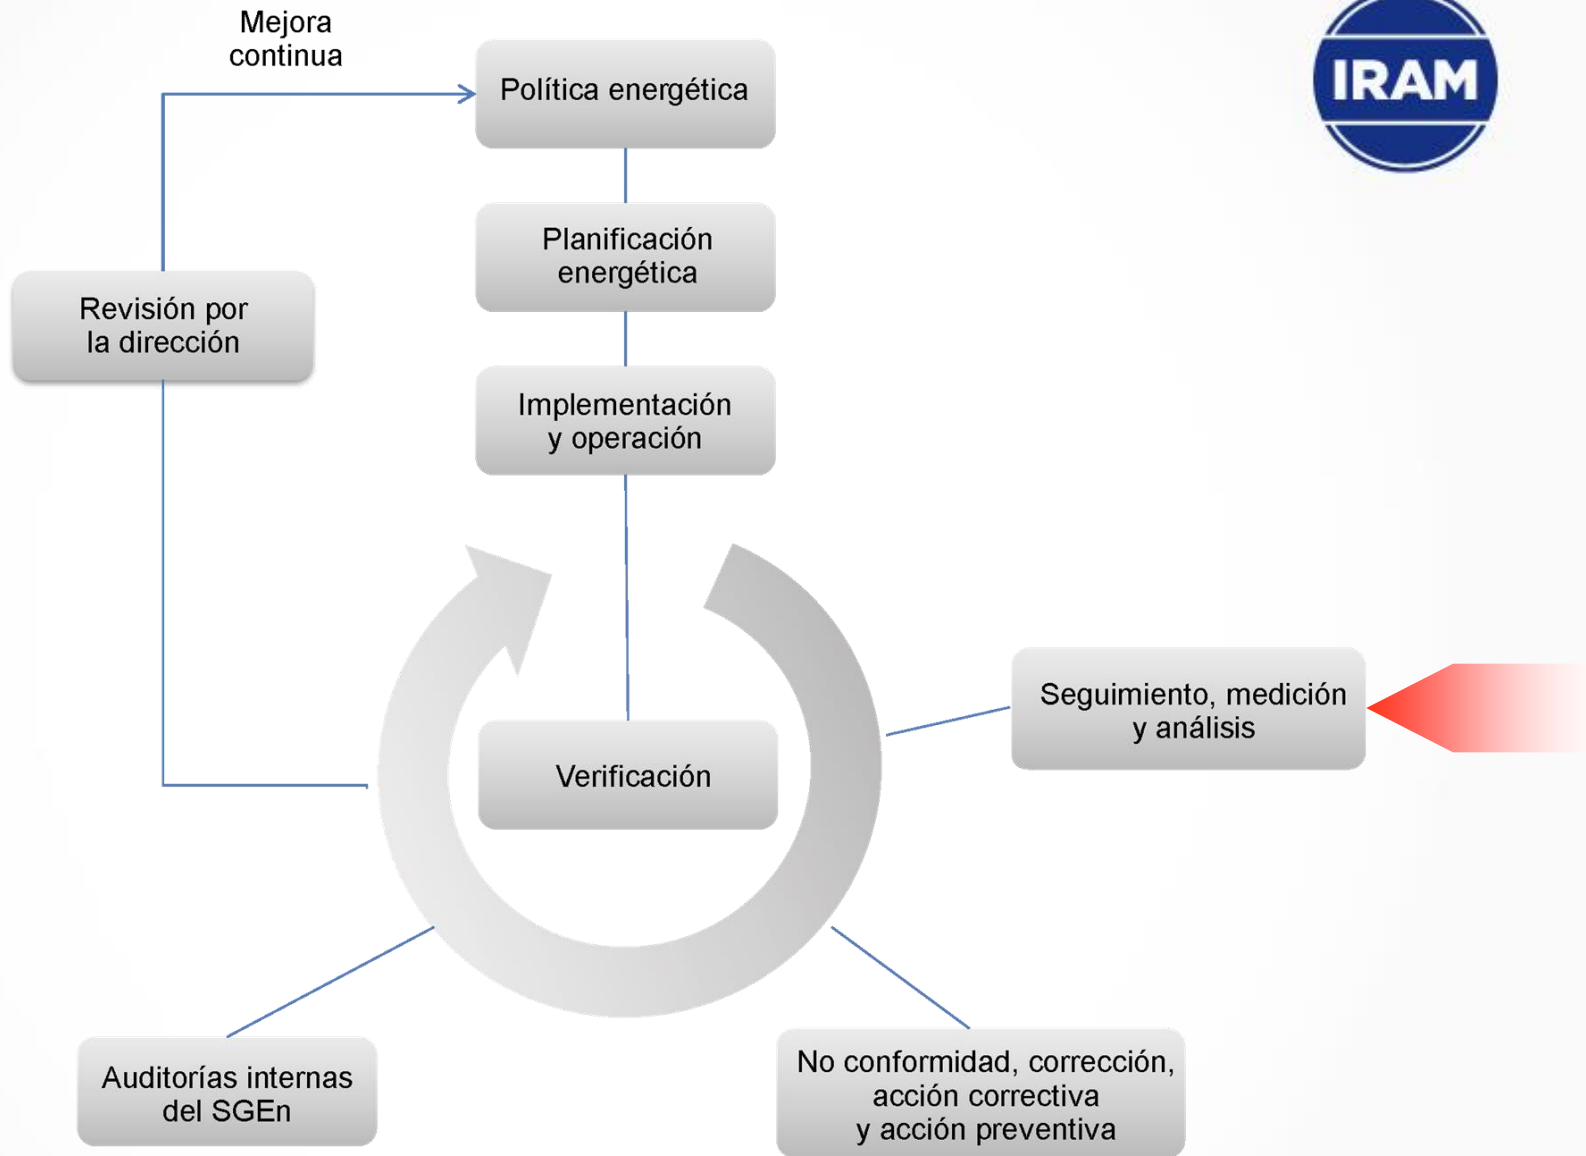 Mejora
continua
IRAM
Política energética
Planificación
energética
Revisión por
la dirección
Implementación
y operación
Seguimiento, medición
y análisis
Verificación
Auditorías internas
del SGEn
No conformidad, corrección,
acción correctiva
y acción preventiva